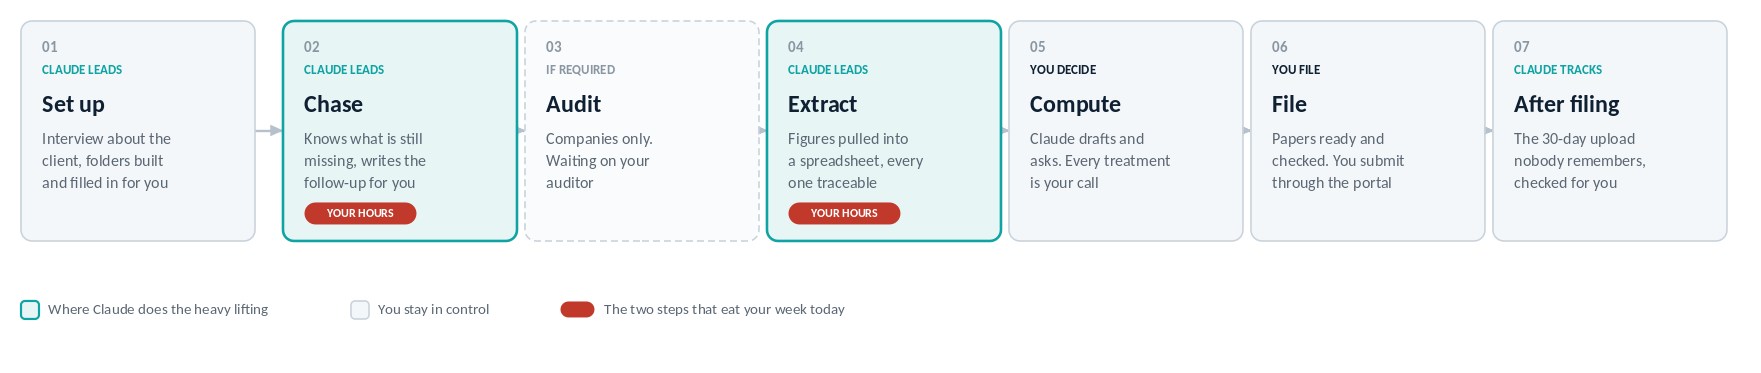 01
CLAUDE LEADS
Set up
Interview about the
client, folders built
and filled in for you
02
CLAUDE LEADS
Chase
Knows what is still
missing, writes the
follow-up for you
YOUR HOURS
03
IF REQUIRED
Audit
Companies only.
Waiting on your
auditor
04
CLAUDE LEADS
Extract
Figures pulled into
a spreadsheet, every
one traceable
YOUR HOURS
05
YOU DECIDE
Compute
Claude drafts and
asks. Every treatment
is your call
06
YOU FILE
File
Papers ready and
checked. You submit
through the portal
07
CLAUDE TRACKS
After filing
The 30-day upload
nobody remembers,
checked for you
Where Claude does the heavy lifting
You stay in control
The two steps that eat your week today